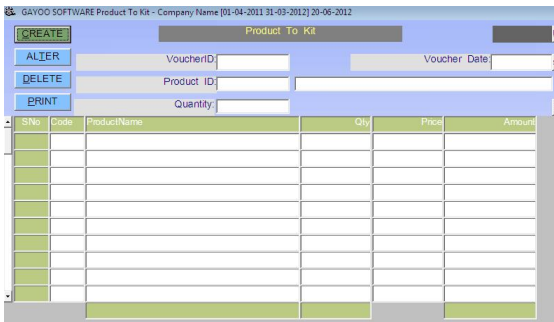 GAYOO SOFTWARE Product To Kit - Company Name [01-04-2011 31-03-2012] 20-06-2012
CREATE Product To Kit
ALTER VoucherID: Voucher Date:
DELETE Product ID:
PRINT Quantity:
SNo Code ProductName Qty Price Amount